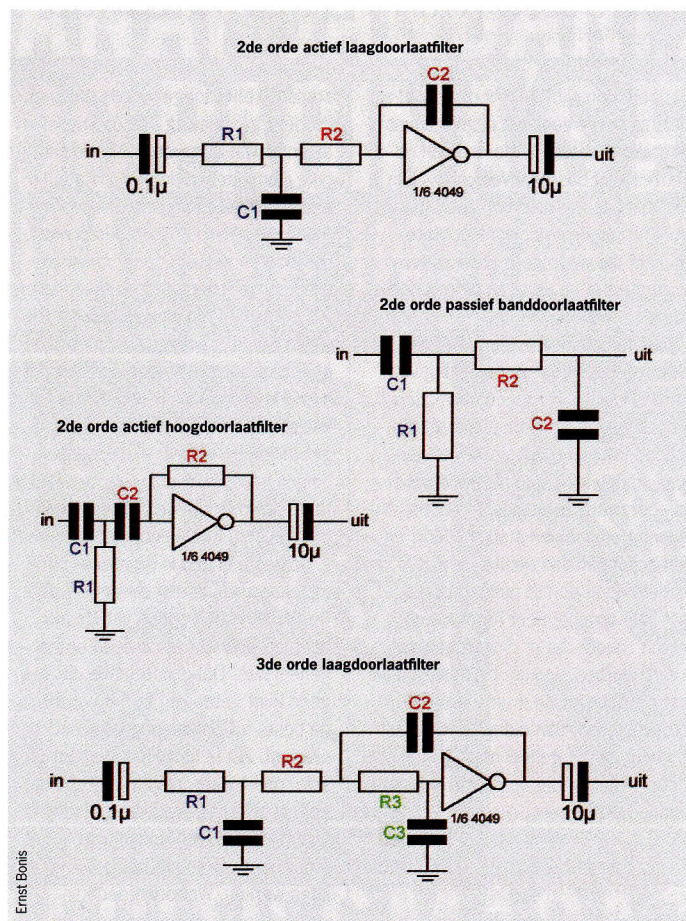 2de orde actief laagdoorlaatfilter
C2
R1
R2
in
uit
0.1µ
C1
1/6 4049
10µ
2de orde passief banddoorlaatfilter
in
uit
C1
R2
R1
C2
2de orde actief hoogdoorlaatfilter
R2
C2
in
uit
C1
1/6 4049
10µ
R1
3de orde laagdoorlaatfilter
C2
in
R2
uit
0.1µ
R1
R3
1/6 4049
10µ
C1
C3
Ernst Bonis